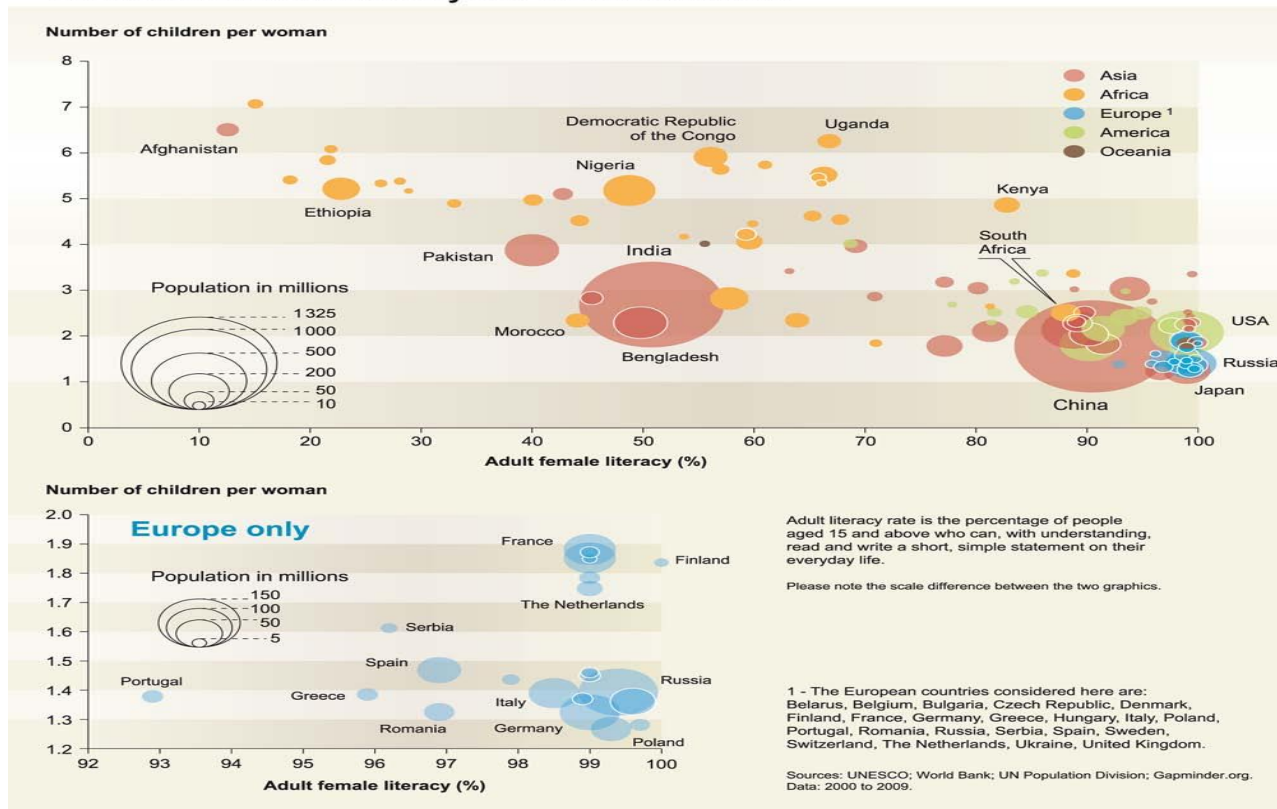 Number of children per woman
8
7
6
5
4
3
2
1
0
0 10 20 30 40 50 60 70 80 90 100
Adult female literacy (%)
Asia
Africa
Europe ¹
America
Oceania
Afghanistan
Ethiopia
Democratic Republic
of the Congo
Uganda
Nigeria
Kenya
Pakistan
India
South
Africa
Morocco
Bengladesh
USA
Russia
Japan
China
Population in millions
1325
1000
500
200
50
10
Number of children per woman
Europe only
2.0
1.9
1.8
1.7
1.6
1.5
1.4
1.3
1.2
92 93 94 95 96 97 98 99 100
Adult female literacy (%)
Population in millions
150
100
50
5
France
Finland
The Netherlands
Serbia
Spain
Portugal
Greece
Italy
Russia
Romania
Germany
Poland
Adult literacy rate is the percentage of people
aged 15 and above who can, with understanding,
read and write a short, simple statement on their
everyday life.
Please note the scale difference between the two graphics.
1 - The European countries considered here are:
Belarus, Belgium, Bulgaria, Czech Republic, Denmark,
Finland, France, Germany, Greece, Hungary, Italy, Poland,
Portugal, Romania, Russia, Serbia, Spain, Sweden,
Switzerland, The Netherlands, Ukraine, United Kingdom.
Sources: UNESCO; World Bank; UN Population Division; Gapminder.org.
Data: 2000 to 2009.